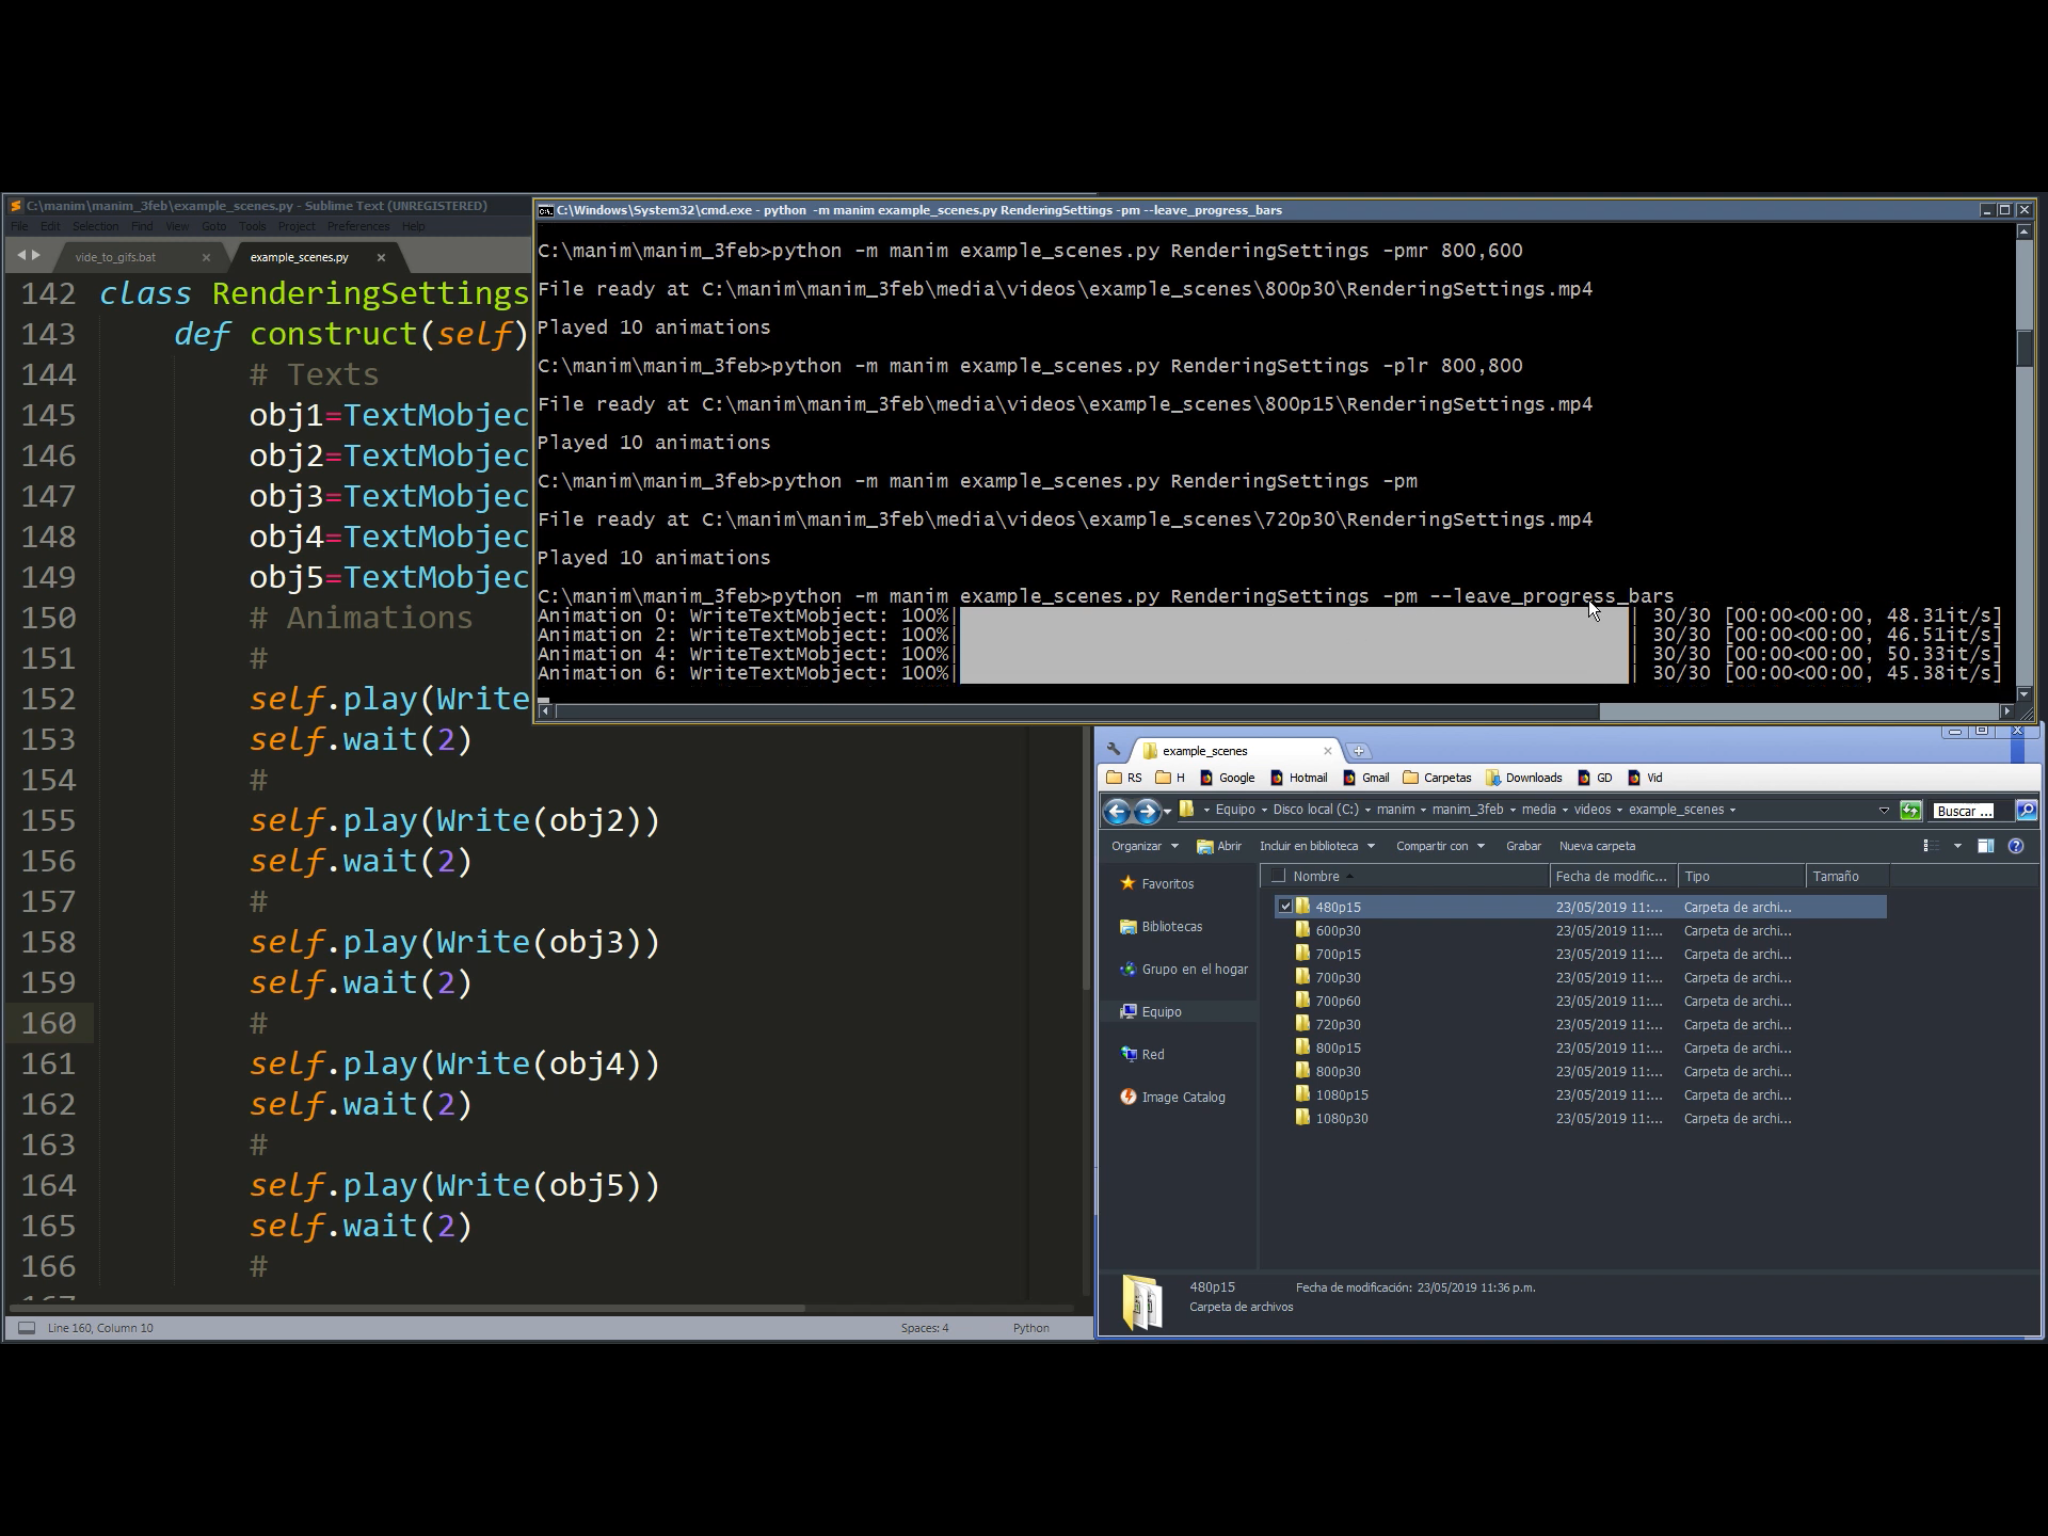 C:\manim\manim_3feb\example_scenes.py - Sublime Text (UNREGISTERED)
File Edit Selection Find View Goto Tools Project Preferences Help
vide_to_gifs.bat × example_scenes.py ×
142 class RenderingSettings
143 def construct(self)
144 # Texts
145 obj1=TextMobjec
146 obj2=TextMobjec
147 obj3=TextMobjec
148 obj4=TextMobjec
149 obj5=TextMobjec
150 # Animations
151 #
152 self.play(Write
153 self.wait(2)
154 #
155 self.play(Write(obj2))
156 self.wait(2)
157 #
158 self.play(Write(obj3))
159 self.wait(2)
160 #
161 self.play(Write(obj4))
162 self.wait(2)
163 #
164 self.play(Write(obj5))
165 self.wait(2)
166 #
Line 160, Column 10 Spaces: 4 Python
C:\Windows\System32\cmd.exe - python -m manim example_scenes.py RenderingSettings -pm --leave_progress_bars
C:\manim\manim_3feb>python -m manim example_scenes.py RenderingSettings -pmr 800,600
File ready at C:\manim\manim_3feb\media\videos\example_scenes\800p30\RenderingSettings.mp4
Played 10 animations
C:\manim\manim_3feb>python -m manim example_scenes.py RenderingSettings -plr 800,800
File ready at C:\manim\manim_3feb\media\videos\example_scenes\800p15\RenderingSettings.mp4
Played 10 animations
C:\manim\manim_3feb>python -m manim example_scenes.py RenderingSettings -pm
File ready at C:\manim\manim_3feb\media\videos\example_scenes\720p30\RenderingSettings.mp4
Played 10 animations
C:\manim\manim_3feb>python -m manim example_scenes.py RenderingSettings -pm --leave_progress_bars
Animation 0: WriteTextMobject: 100%| | 30/30 [00:00<00:00, 48.31it/s]
Animation 2: WriteTextMobject: 100%| | 30/30 [00:00<00:00, 46.51it/s]
Animation 4: WriteTextMobject: 100%| | 30/30 [00:00<00:00, 50.33it/s]
Animation 6: WriteTextMobject: 100%| | 30/30 [00:00<00:00, 45.38it/s]
example_scenes
RS H Google Hotmail Gmail Carpetas Downloads GD Vid
Equipo Disco local (C:) manim manim_3feb media videos example_scenes Buscar ...
Organizar Abrir Incluir en biblioteca Compartir con Grabar Nueva carpeta
Favoritos
Bibliotecas
Grupo en el hogar
Equipo
Red
Image Catalog
Nombre Fecha de modific... Tipo Tamaño
480p15 23/05/2019 11:... Carpeta de archi...
600p30 23/05/2019 11:... Carpeta de archi...
700p15 23/05/2019 11:... Carpeta de archi...
700p30 23/05/2019 11:... Carpeta de archi...
700p60 23/05/2019 11:... Carpeta de archi...
720p30 23/05/2019 11:... Carpeta de archi...
800p15 23/05/2019 11:... Carpeta de archi...
800p30 23/05/2019 11:... Carpeta de archi...
1080p15 23/05/2019 11:... Carpeta de archi...
1080p30 23/05/2019 11:... Carpeta de archi...
480p15 Fecha de modificación: 23/05/2019 11:36 p.m.
Carpeta de archivos